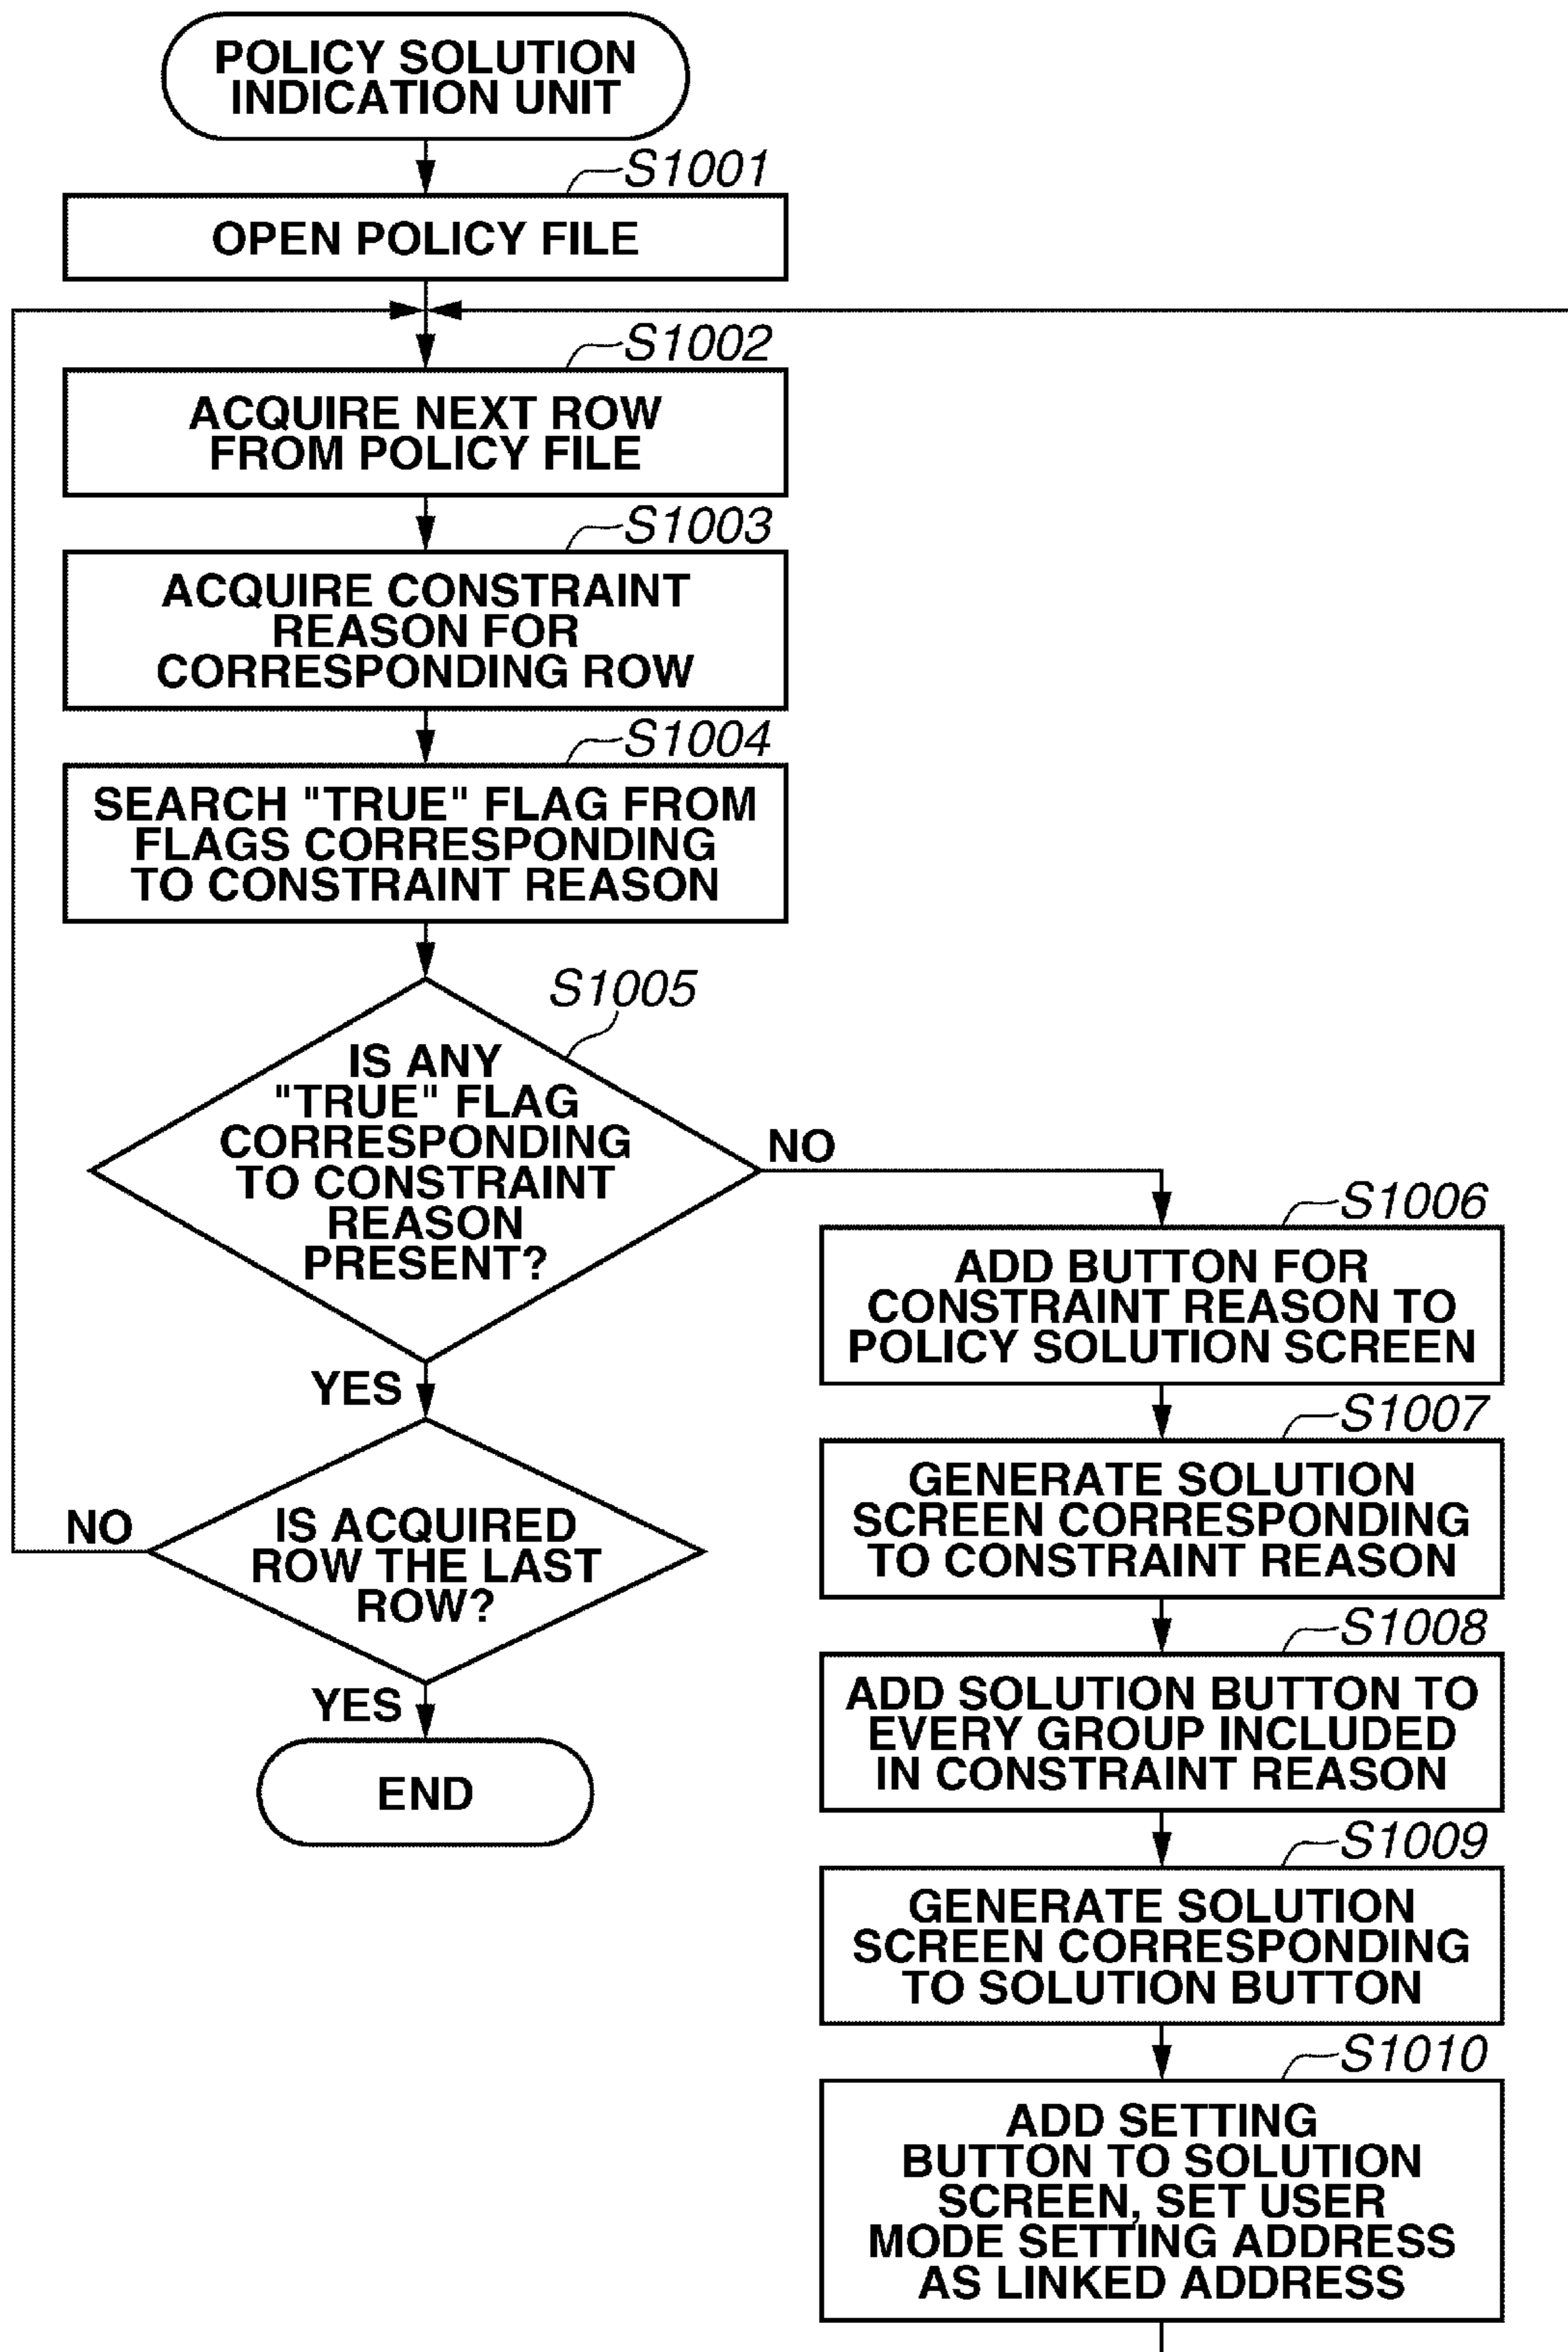 POLICY SOLUTION
INDICATION UNIT
S1001
OPEN POLICY FILE
S1002
ACQUIRE NEXT ROW
FROM POLICY FILE
S1003
ACQUIRE CONSTRAINT
REASON FOR
CORRESPONDING ROW
S1004
SEARCH "TRUE" FLAG FROM
FLAGS CORRESPONDING
TO CONSTRAINT REASON
S1005
IS ANY
"TRUE" FLAG
CORRESPONDING
TO CONSTRAINT
REASON
PRESENT?
NO
YES
IS ACQUIRED
ROW THE LAST
ROW?
NO
YES
END
S1006
ADD BUTTON FOR
CONSTRAINT REASON TO
POLICY SOLUTION SCREEN
S1007
GENERATE SOLUTION
SCREEN CORRESPONDING
TO CONSTRAINT REASON
S1008
ADD SOLUTION BUTTON TO
EVERY GROUP INCLUDED
IN CONSTRAINT REASON
S1009
GENERATE SOLUTION
SCREEN CORRESPONDING
TO SOLUTION BUTTON
S1010
ADD SETTING
BUTTON TO SOLUTION
SCREEN, SET USER
MODE SETTING ADDRESS
AS LINKED ADDRESS